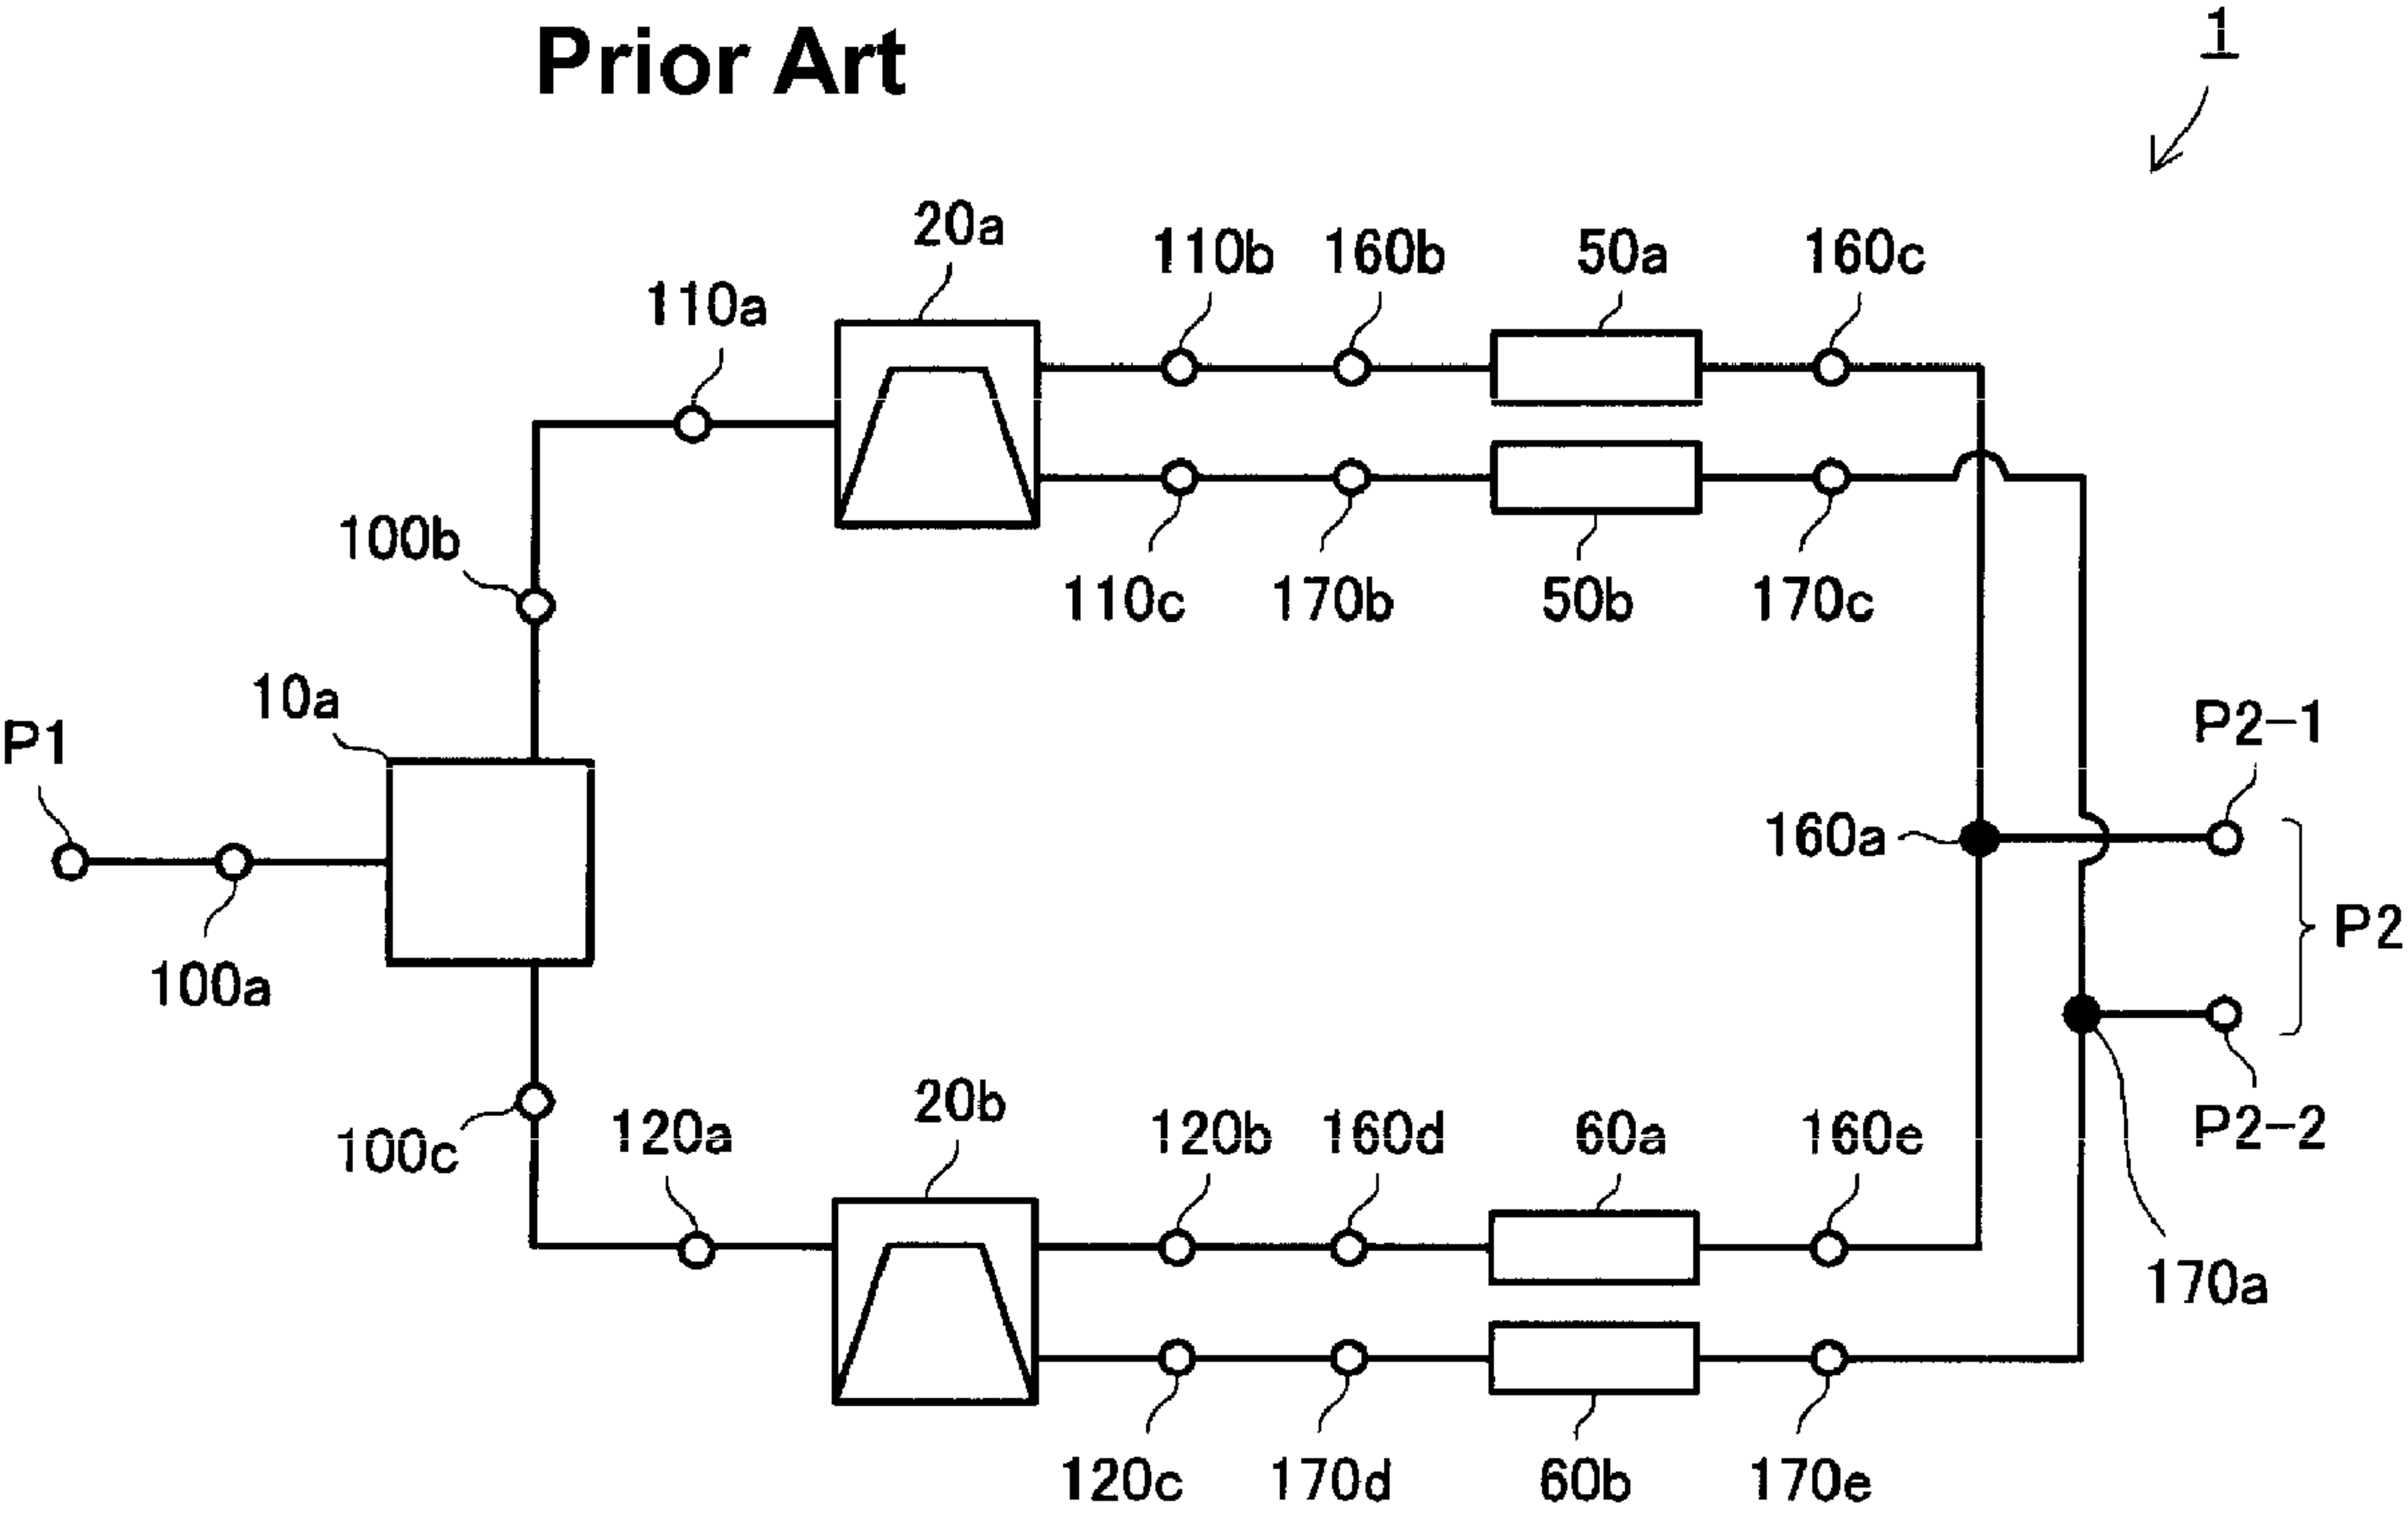 Prior Art
1
20a
110b 160b 50a 160c
110a
100b
110c 170b 50b 170c
10a
P1
P2-1
160a
P2
100a
20b
P2-2
100c
120a
120b 160d 60a 160e
170a
120c 170d 60b 170e